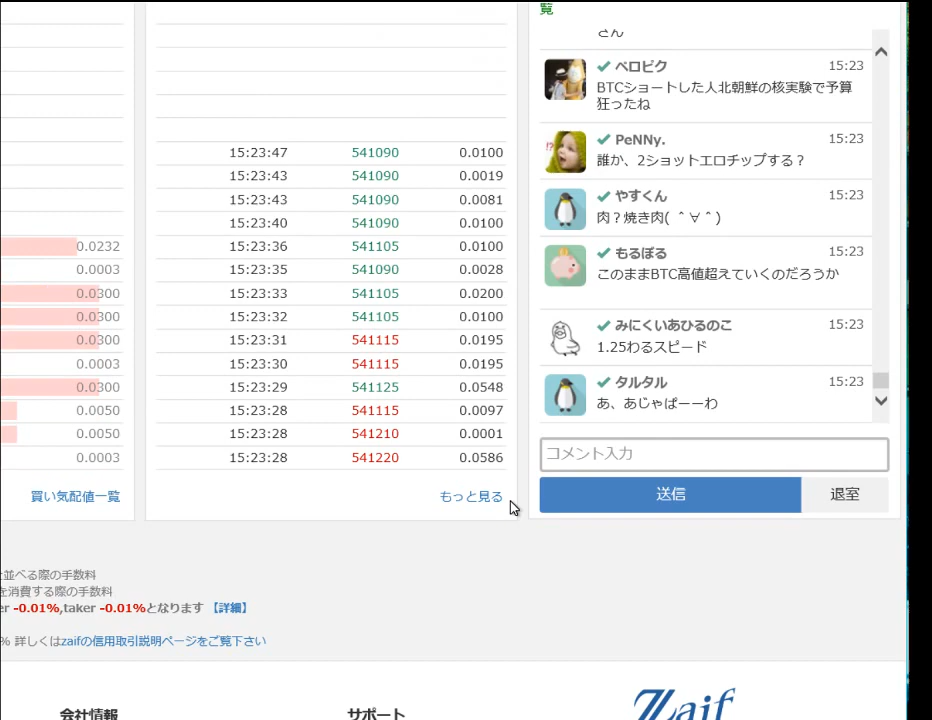 0.0232
0.0003
0.0300
0.0300
0.0300
0.0003
0.0300
0.0050
0.0050
0.0003
買い気配値一覧
15:23:47 541090 0.0100
15:23:43 541090 0.0019
15:23:43 541090 0.0081
15:23:40 541090 0.0100
15:23:36 541105 0.0100
15:23:35 541090 0.0028
15:23:33 541105 0.0200
15:23:32 541105 0.0100
15:23:31 541115 0.0195
15:23:30 541115 0.0195
15:23:29 541125 0.0548
15:23:28 541115 0.0097
15:23:28 541210 0.0001
15:23:28 541220 0.0586
もっと見る
覧
さん
ベロビク 15:23
BTCショートした人北朝鮮の核実験で予算
狂ったね
PeNNy. 15:23
誰か、2ショットエロチップする？
やすくん 15:23
肉？焼き肉( ＾∀＾)
もるぼる 15:23
このままBTC高値超えていくのだろうか
みにくいあひるのこ 15:23
1.25わるスピード
タルタル 15:23
あ、あじゃぱーーわ
コメント入力
送信 退室
並べる際の手数料
を消費する際の手数料
er -0.01%,taker -0.01%となります 【詳細】
% 詳しくはzaifの信用取引説明ページをご覧下さい
会社情報
サポート
Zaif